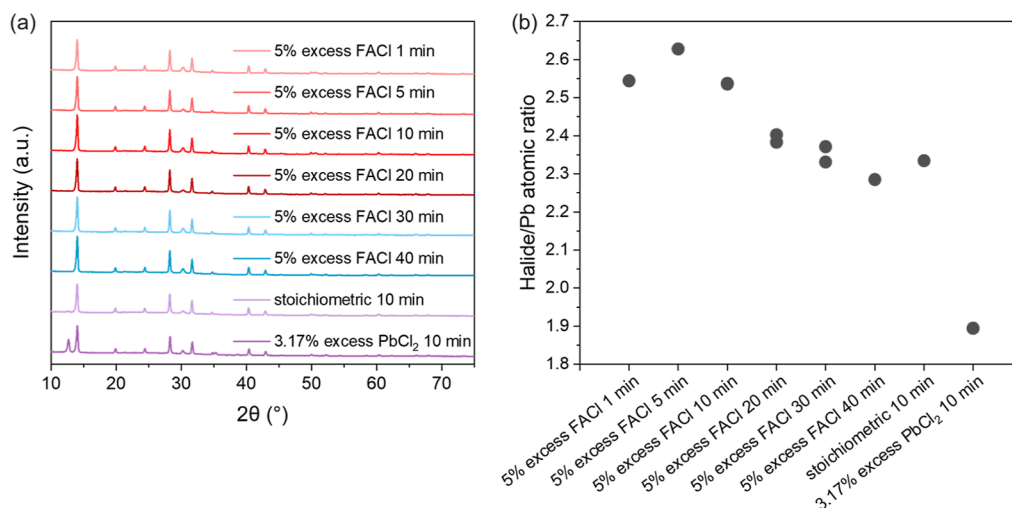 (a)
Intensity (a.u.)
5% excess FACl 1 min
5% excess FACl 5 min
5% excess FACl 10 min
5% excess FACl 20 min
5% excess FACl 30 min
5% excess FACl 40 min
stoichiometric 10 min
3.17% excess PbCl₂ 10 min
10 20 30 40 50 60 70
2θ (°)
(b)
Halide/Pb atomic ratio
2.7
2.6
2.5
2.4
2.3
2.2
2.1
2.0
1.9
1.8
5% excess FACl 1 min
5% excess FACl 5 min
5% excess FACl 10 min
5% excess FACl 20 min
5% excess FACl 30 min
5% excess FACl 40 min
stoichiometric 10 min
3.17% excess PbCl₂ 10 min